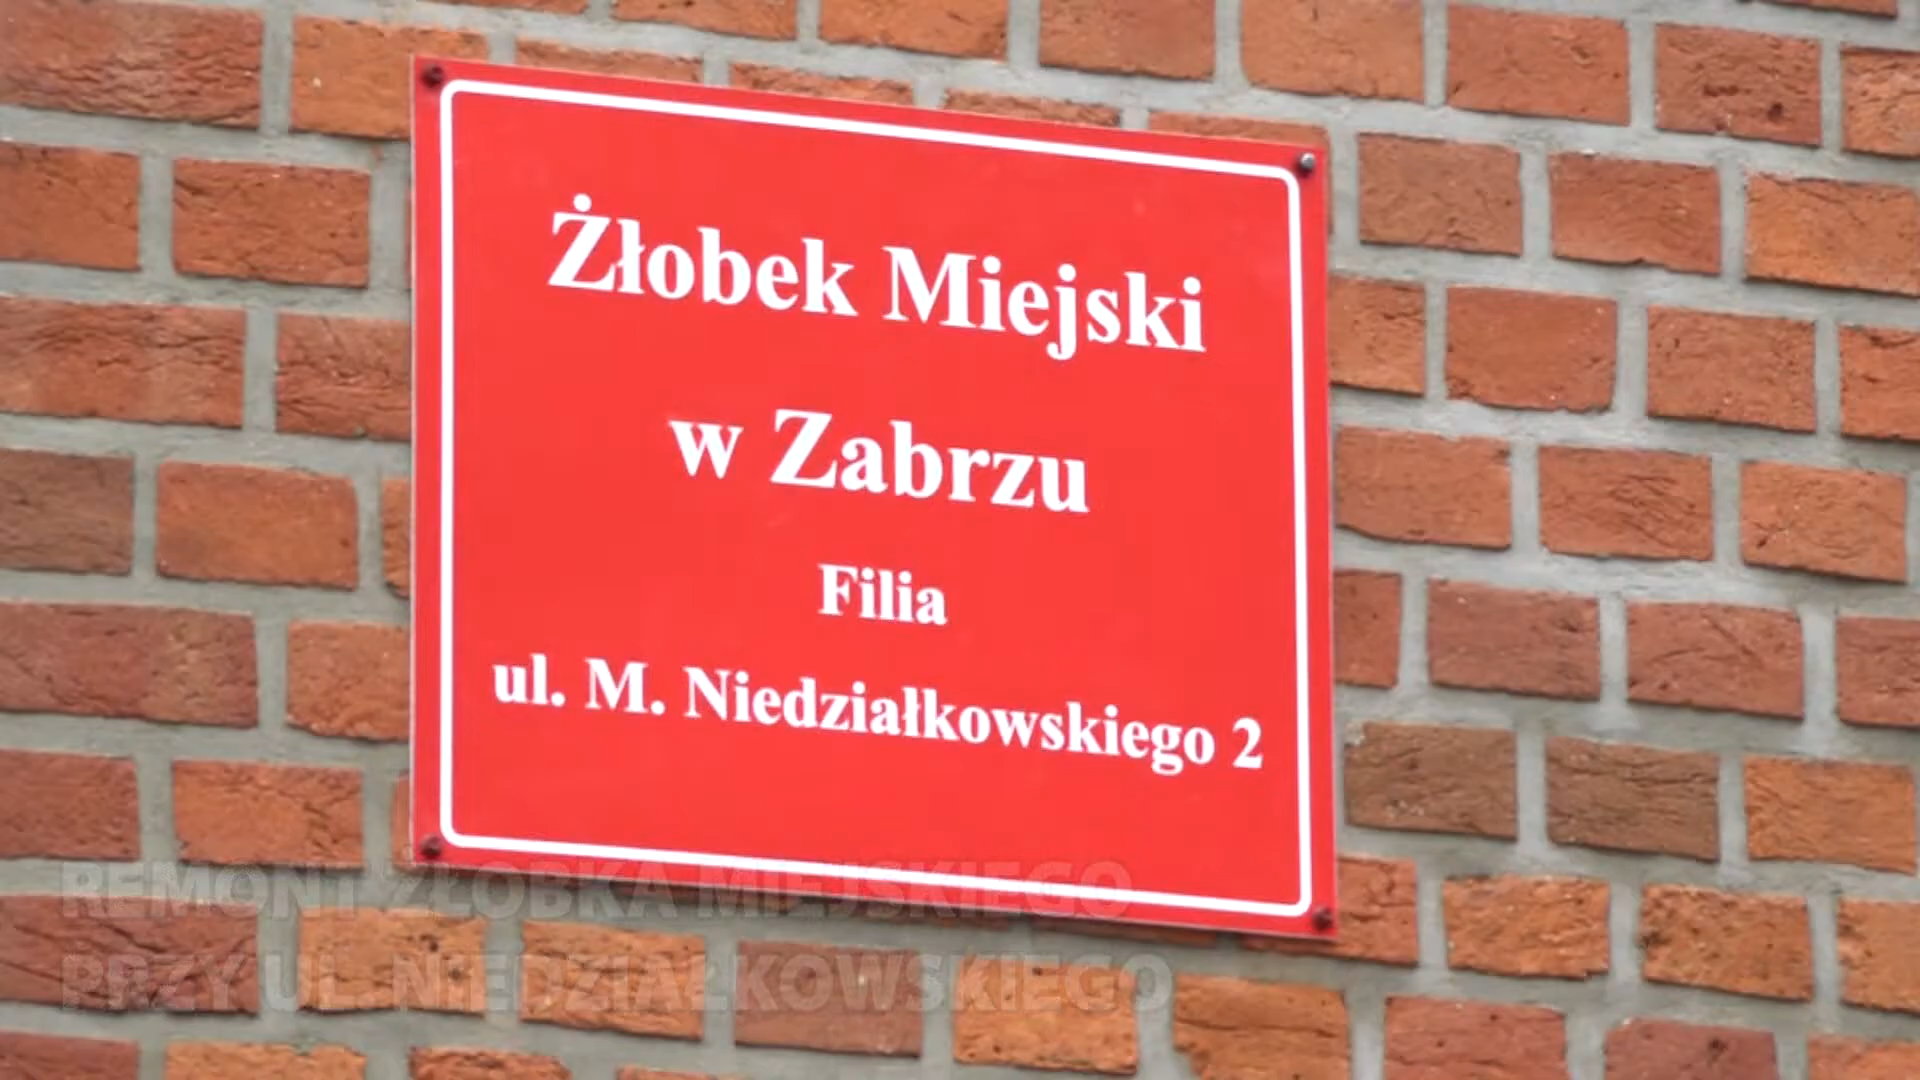 Żłobek Miejski
w Zabrzu
Filia
ul. M. Niedziałkowskiego 2
REMONT ŻŁOBKA MIEJSKIEGO
PRZY UL. NIEDZIAŁKOWSKIEGO